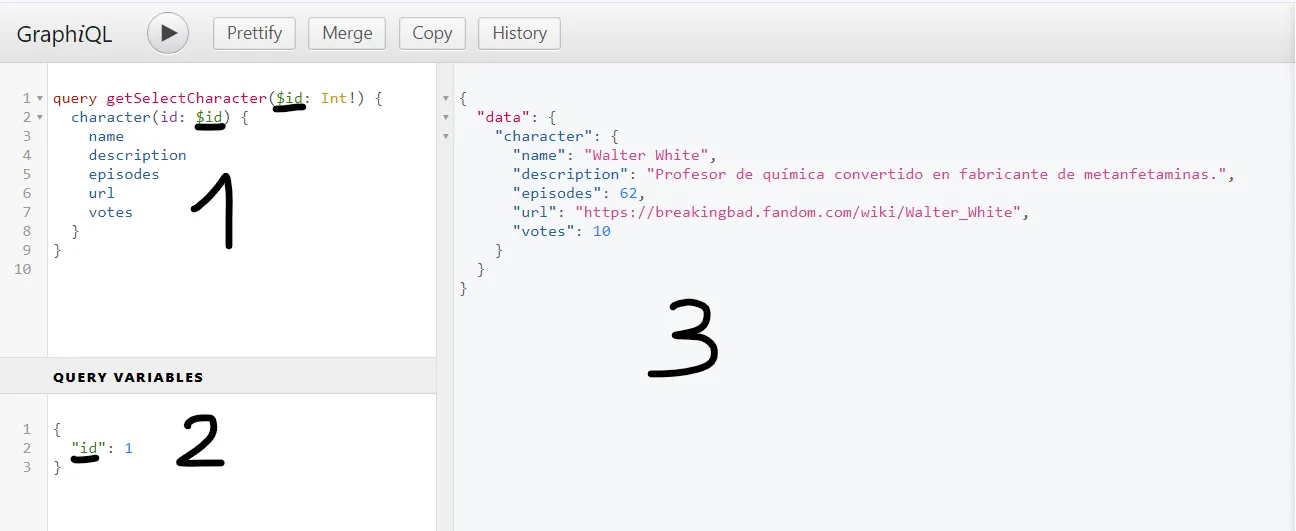 GraphiQL Prettify Merge Copy History
1 query getSelectCharacter($id: Int!) {
2 character(id: $id) {
3 name
4 description
5 episodes
6 url
7 votes
8 }
9 }
10
1
QUERY VARIABLES
1 {
2 "id": 1
3 }
2
{
"data": {
"character": {
"name": "Walter White",
"description": "Profesor de química convertido en fabricante de metanfetaminas.",
"episodes": 62,
"url": "https://breakingbad.fandom.com/wiki/Walter_White",
"votes": 10
}
}
}
3